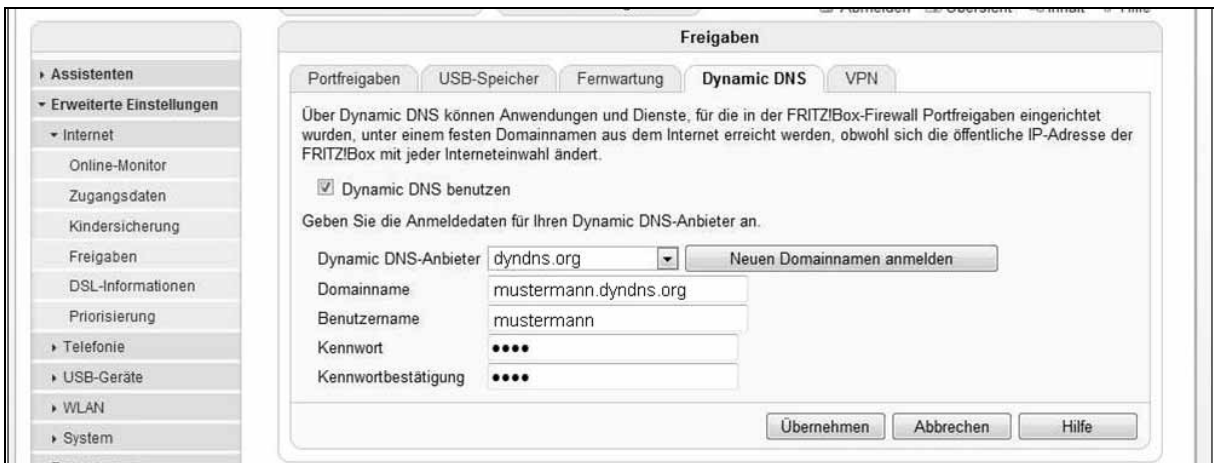 Freigaben
Assistenten
Erweiterte Einstellungen
Internet
Online-Monitor
Zugangsdaten
Kindersicherung
Freigaben
DSL-Informationen
Priorisierung
Telefonie
USB-Geräte
WLAN
System
Portfreigaben USB-Speicher Fernwartung Dynamic DNS VPN
Über Dynamic DNS können Anwendungen und Dienste, für die in der FRITZ!Box-Firewall Portfreigaben eingerichtet
wurden, unter einem festen Domainnamen aus dem Internet erreicht werden, obwohl sich die öffentliche IP-Adresse der
FRITZ!Box mit jeder Interneteinwahl ändert.
Dynamic DNS benutzen
Geben Sie die Anmeldedaten für Ihren Dynamic DNS-Anbieter an.
Dynamic DNS-Anbieter dyndns.org Neuen Domainnamen anmelden
Domainname mustermann.dyndns.org
Benutzername mustermann
Kennwort ••••
Kennwortbestätigung ••••
Übernehmen Abbrechen Hilfe